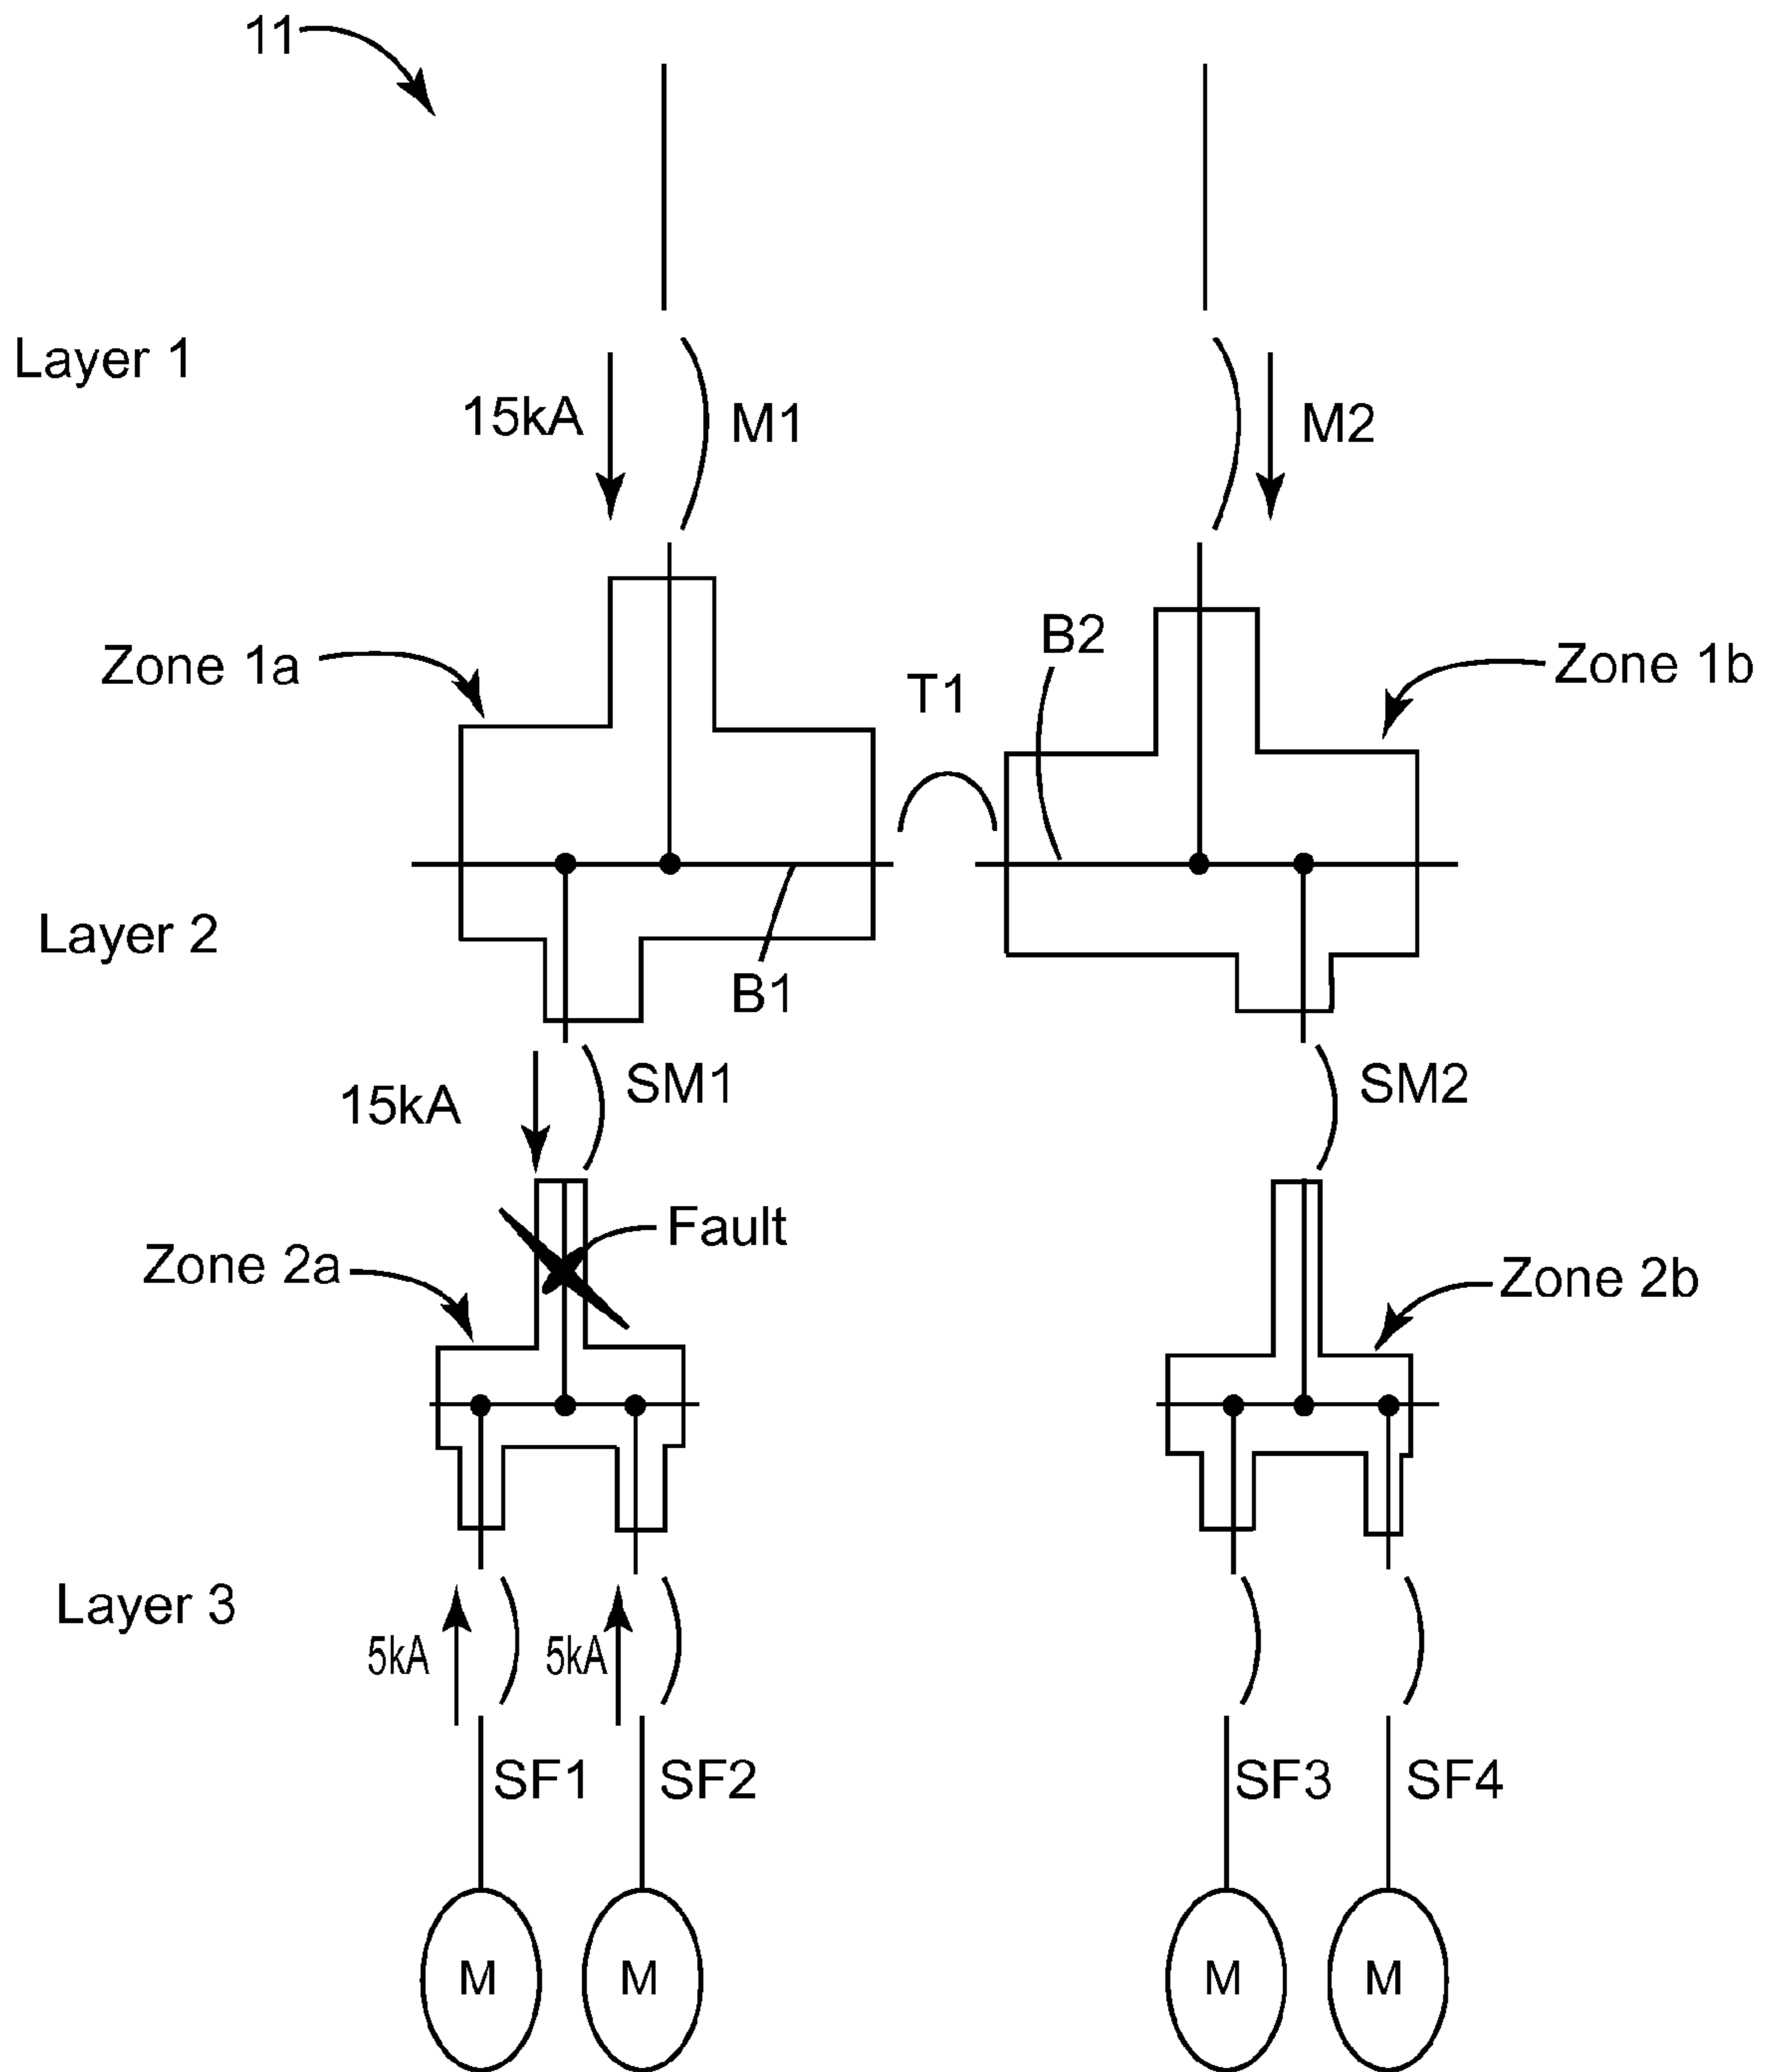 11
Layer 1
15kA
M1
M2
Zone 1a
T1
B2
Zone 1b
Layer 2
B1
15kA
SM1
SM2
Fault
Zone 2a
Zone 2b
Layer 3
5kA
5kA
SF1
SF2
SF3
SF4
M
M
M
M